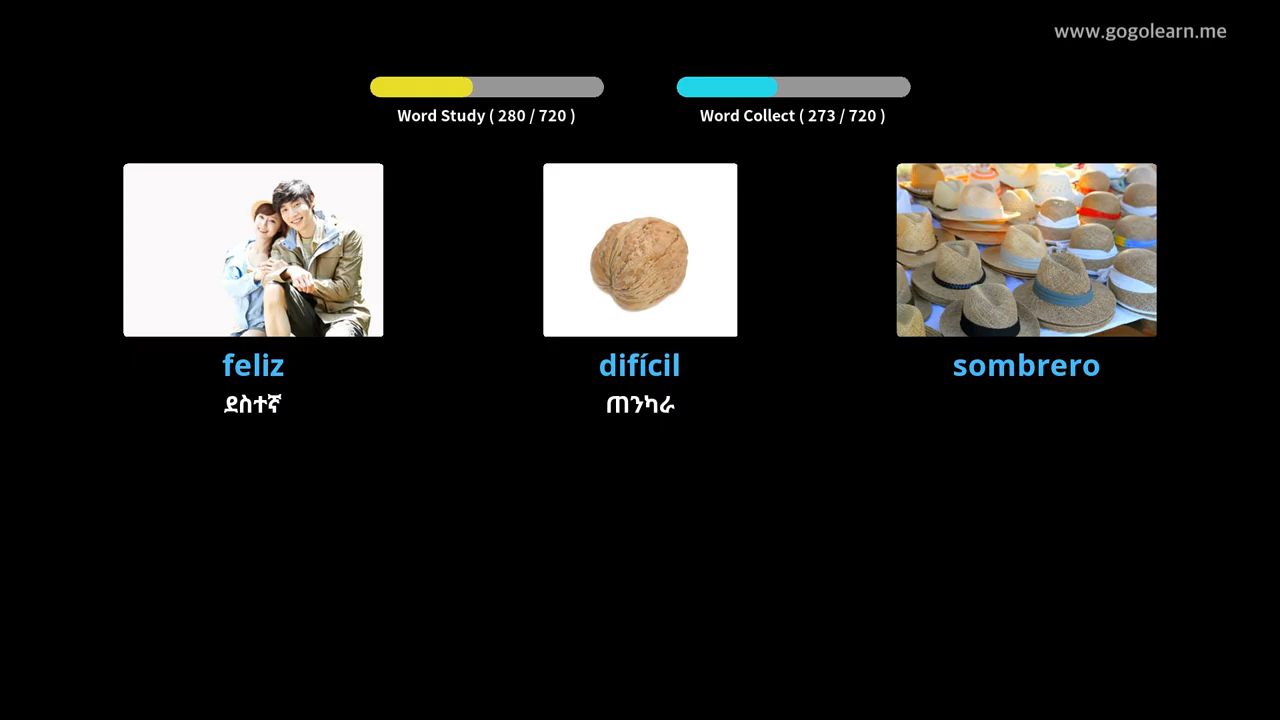 www.gogolearn.me
Word Study ( 280 / 720 )
Word Collect ( 273 / 720 )
feliz
ደስተኛ
difícil
ጠንካራ
sombrero